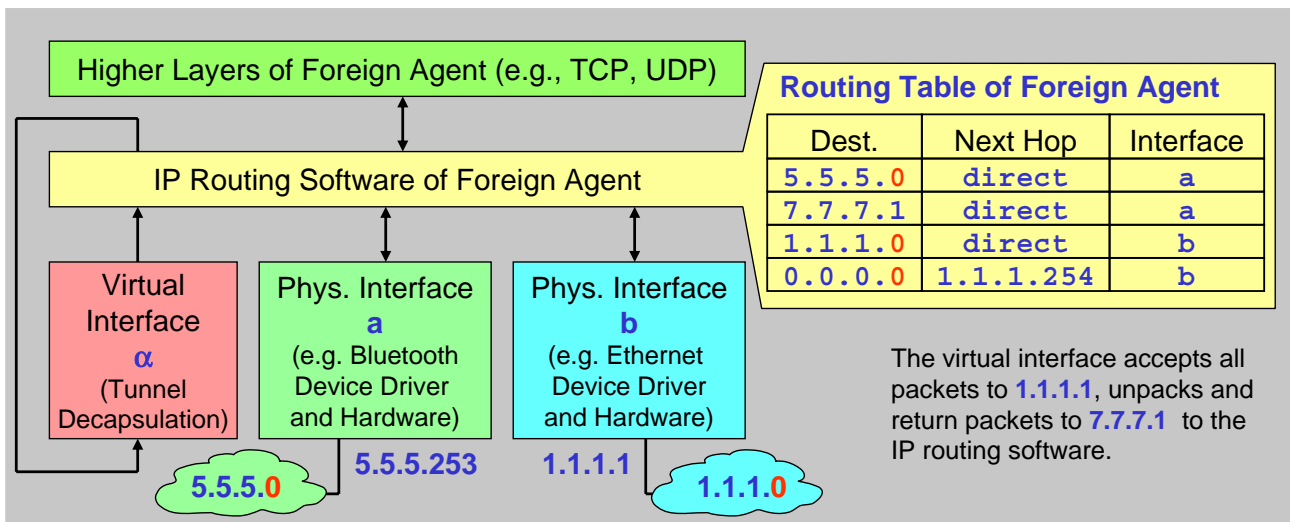 Higher Layers of Foreign Agent (e.g., TCP, UDP)
IP Routing Software of Foreign Agent
Routing Table of Foreign Agent
Dest. Next Hop Interface
5.5.5.0 direct a
7.7.7.1 direct a
1.1.1.0 direct b
0.0.0.0 1.1.1.254 b
Virtual
Interface
α
(Tunnel
Decapsulation)
Phys. Interface
a
(e.g. Bluetooth
Device Driver
and Hardware)
Phys. Interface
b
(e.g. Ethernet
Device Driver
and Hardware)
5.5.5.253
1.1.1.1
5.5.5.0
1.1.1.0
The virtual interface accepts all
packets to 1.1.1.1, unpacks and
return packets to 7.7.7.1 to the
IP routing software.